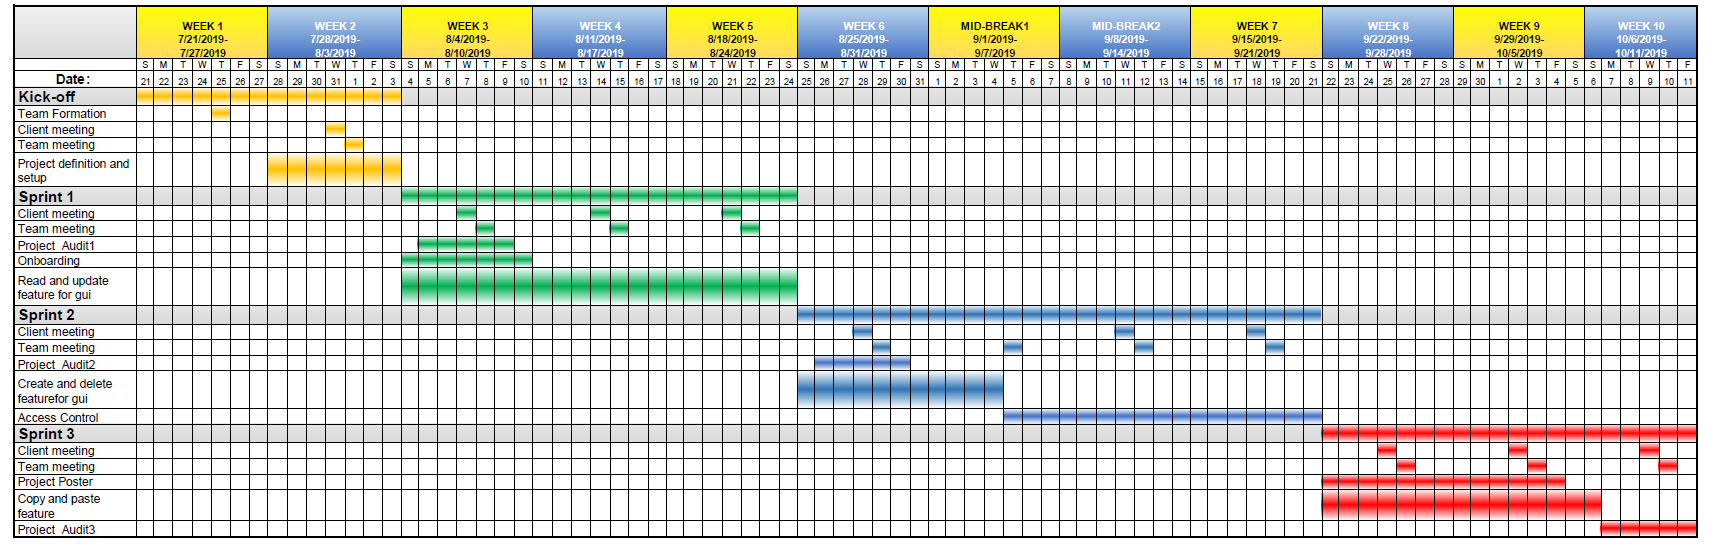 WEEK 1 WEEK 2 WEEK 3 WEEK 4 WEEK 5 WEEK 6 MID-BREAK1 MID-BREAK2 WEEK 7 WEEK 8 WEEK 9 WEEK 10
7/21/2019- 7/28/2019- 8/4/2019- 8/11/2019- 8/18/2019- 8/25/2019- 9/1/2019- 9/8/2019- 9/15/2019- 9/22/2019- 9/29/2019- 10/6/2019-
7/27/2019 8/3/2019 8/10/2019 8/17/2019 8/24/2019 8/31/2019 9/7/2019 9/14/2019 9/21/2019 9/28/2019 10/5/2019 10/11/2019
S M T W T F S S M T W T F S S M T W T F S S M T W T F S S M T W T F S S M T W T F S S M T W T F S S M T W T F S S M T W T F S S M T W T F S S M T W T F S S M T W T F
Date: 21 22 23 24 25 26 27 28 29 30 31 1 2 3 4 5 6 7 8 9 10 11 12 13 14 15 16 17 18 19 20 21 22 23 24 25 26 27 28 29 30 31 1 2 3 4 5 6 7 8 9 10 11 12 13 14 15 16 17 18 19 20 21 22 23 24 25 26 27 28 29 30 1 2 3 4 5 6 7 8 9 10 11
Kick-off
Team Formation
Client meeting
Team meeting
Project definition and
setup
Sprint 1
Client meeting
Team meeting
Project_Audit1
Onboarding
Read and update
feature for gui
Sprint 2
Client meeting
Team meeting
Project_Audit2
Create and delete
featurefor gui
Access Control
Sprint 3
Client meeting
Team meeting
Project Poster
Copy and paste
feature
Project_Audit3